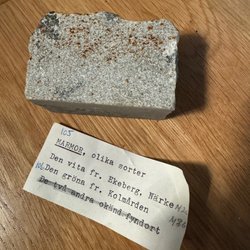 105
MARMOR, olika sorter
Den vita fr. Ekeberg, Närke
Den gröna fr. Kolmården
De två andra okänd fyndort